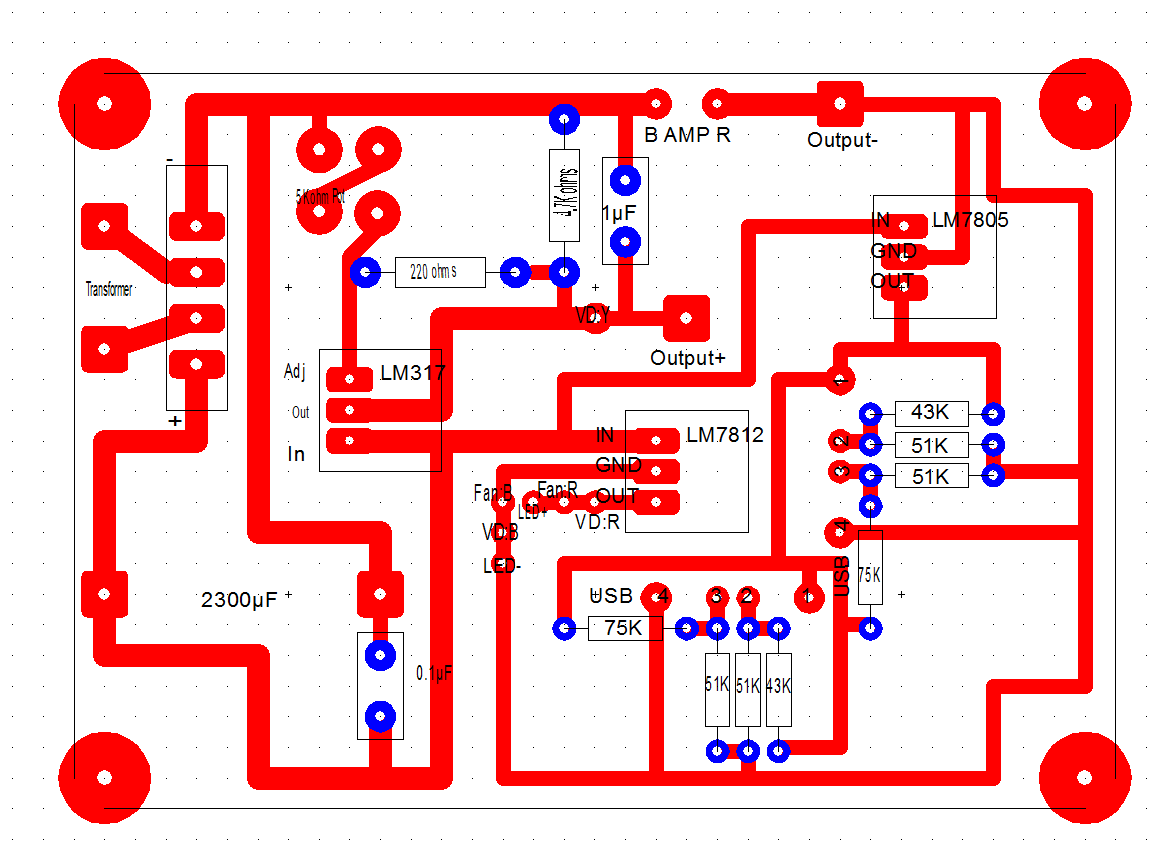 B AMP R
Output-
-
5Kohm Pot
4.7K ohms
1µF
IN
LM7805
GND
OUT
Transformer
220 ohms
VD:Y
Output+
+
Adj
LM317
Out
In
1
43K
2
51K
3
51K
IN
LM7812
GND
OUT
Fan:B
Fan:R
LED+
VD:R
VD:B
LED-
4
USB
75K
2300µF
USB
4
3
2
1
75K
0.1µF
51K
51K
43K